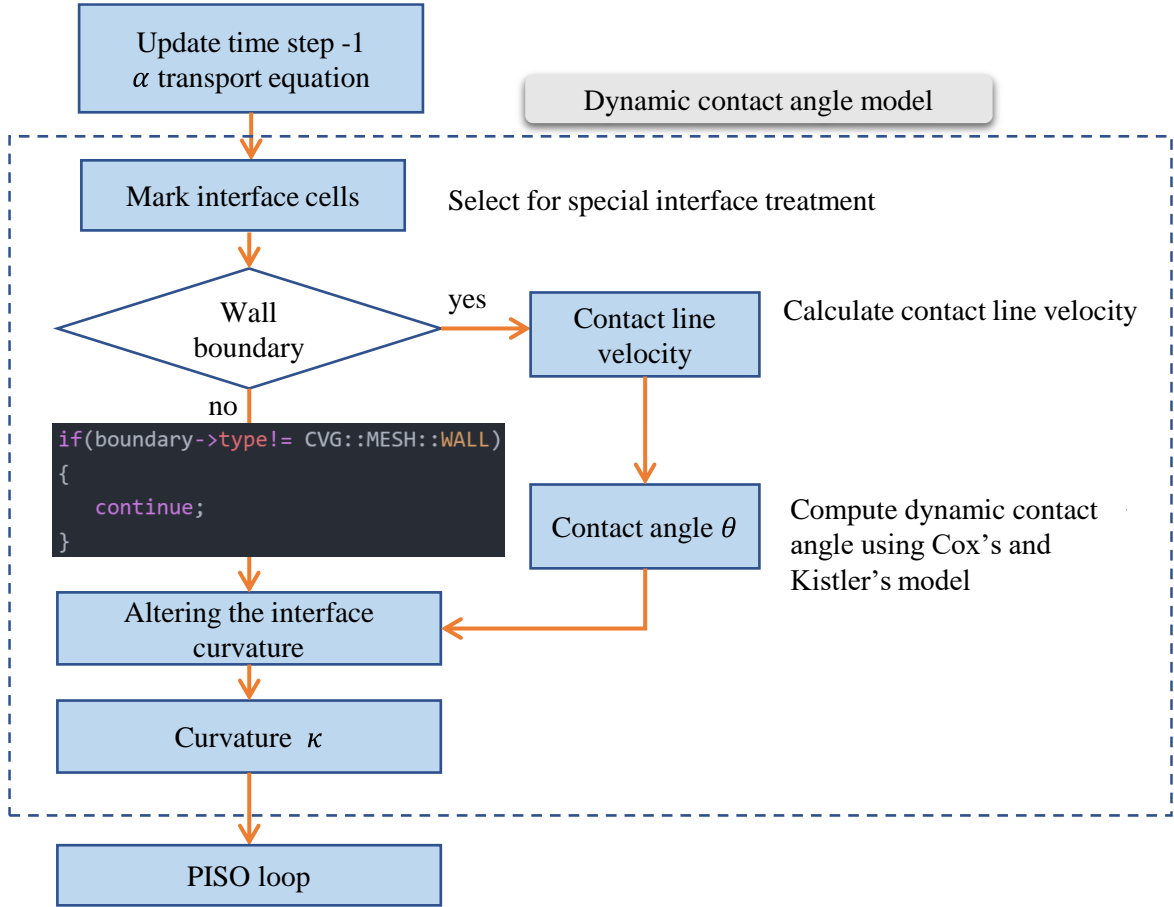 Update time step -1
α transport equation
Dynamic contact angle model
Mark interface cells
Select for special interface treatment
Wall
boundary
yes
Contact line
velocity
Calculate contact line velocity
no
if(boundary->type!= CVG::MESH::WALL)
{
continue;
}
Contact angle θ
Compute dynamic contact
angle using Cox’s and
Kistler’s model
Altering the interface
curvature
Curvature κ
PISO loop